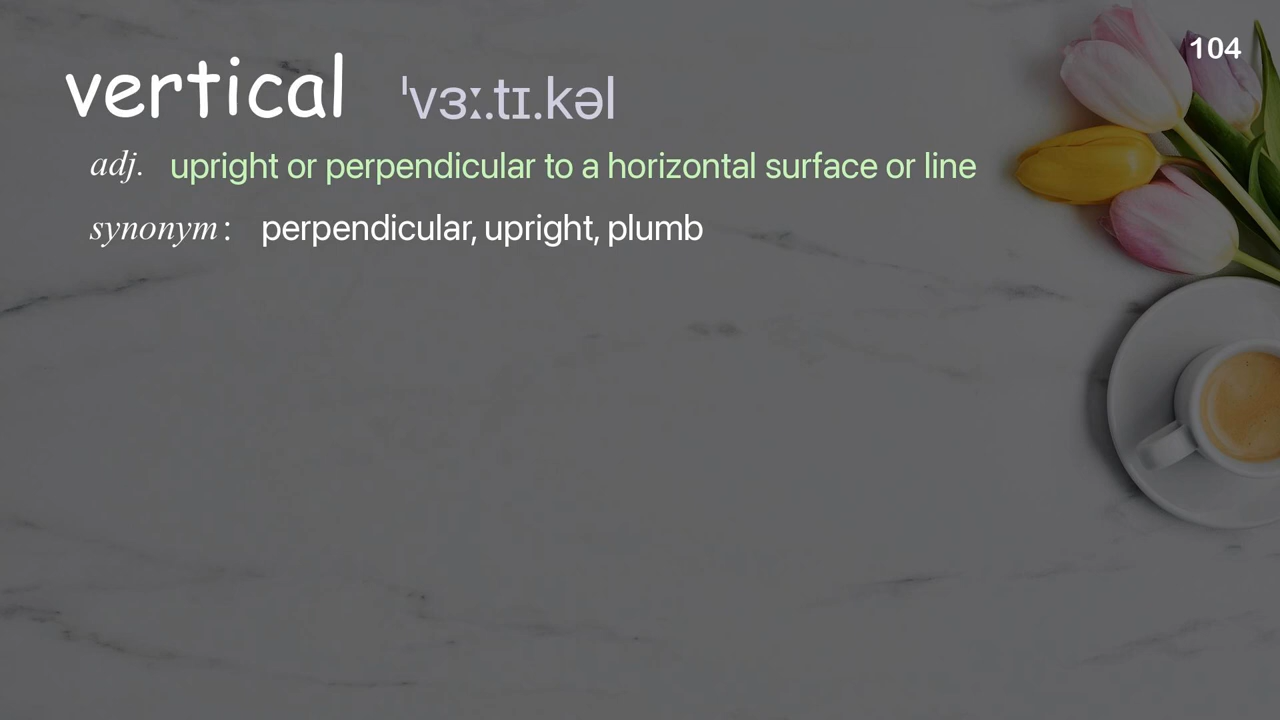 104
vertical ˈvɜː.tɪ.kəl
adj. upright or perpendicular to a horizontal surface or line
synonym: perpendicular, upright, plumb